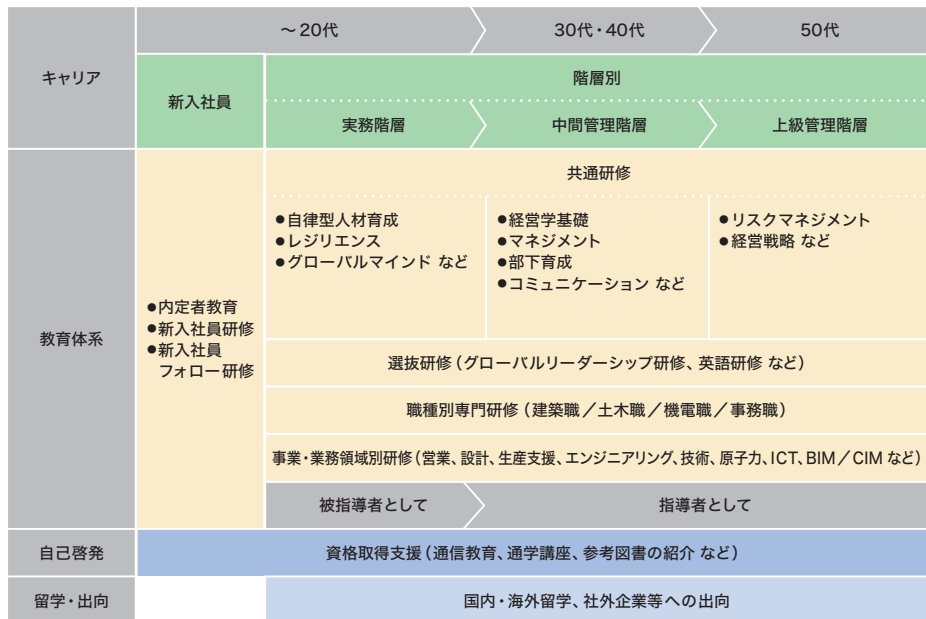 キャリア
~20代
30代・40代
50代
新入社員
階層別
実務階層
中間管理階層
上級管理階層
教育体系
●内定者教育
●新入社員研修
●新入社員
フォロー研修
共通研修
●自律型人材育成
●レジリエンス
●グローバルマインド など
●経営学基礎
●マネジメント
●部下育成
●コミュニケーション など
●リスクマネジメント
●経営戦略 など
選抜研修(グローバルリーダーシップ研修、英語研修 など)
職種別専門研修(建築職/土木職/機電職/事務職)
事業・業務領域別研修(営業、設計、生産支援、エンジニアリング、技術、原子力、ICT、BIM/CIM など)
被指導者として
指導者として
自己啓発
資格取得支援(通信教育、通学講座、参考図書の紹介 など)
留学・出向
国内・海外留学、社外企業等への出向